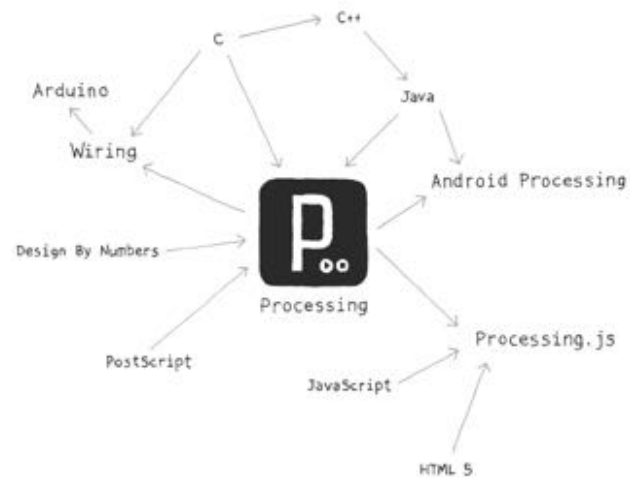 C++
C
Arduino
Java
Wiring
Android Processing
P
Design By Numbers
Processing
Processing.js
PostScript
JavaScript
HTML 5